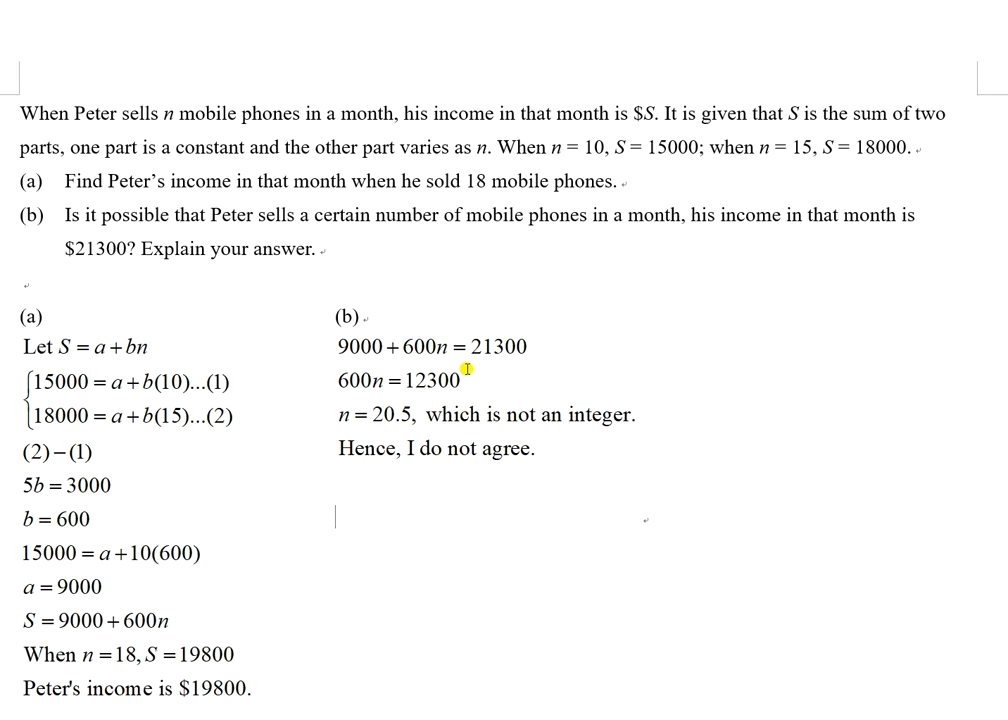 When Peter sells n mobile phones in a month, his income in that month is $S. It is given that S is the sum of two
parts, one part is a constant and the other part varies as n. When n = 10, S = 15000; when n = 15, S = 18000.
(a) Find Peter’s income in that month when he sold 18 mobile phones.
(b) Is it possible that Peter sells a certain number of mobile phones in a month, his income in that month is
$21300? Explain your answer.
(a)
Let S = a + bn
15000 = a + b(10)...(1)
18000 = a + b(15)...(2)
(2) − (1)
5b = 3000
b = 600
15000 = a + 10(600)
a = 9000
S = 9000 + 600n
When n = 18, S = 19800
Peter's income is $19800.
(b)
9000 + 600n = 21300
600n = 12300
n = 20.5, which is not an integer.
Hence, I do not agree.